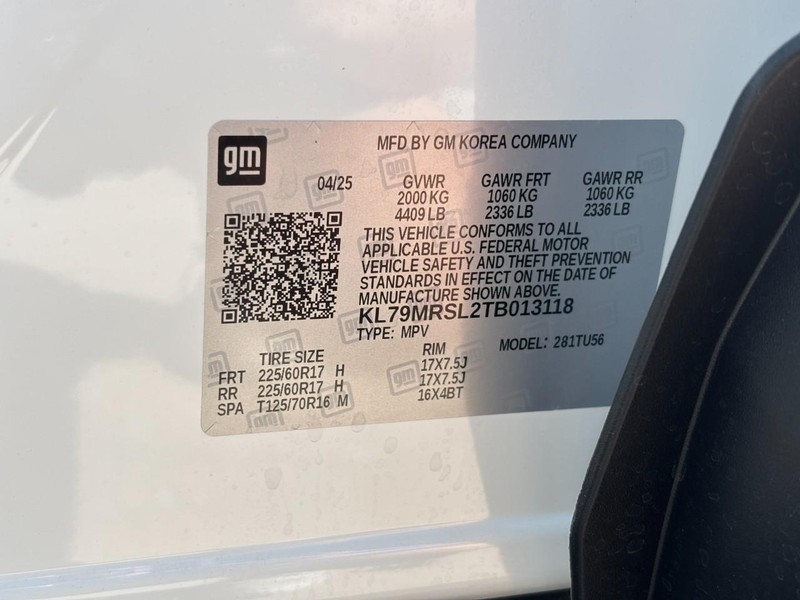 gm
MFD BY GM KOREA COMPANY
04/25 GVWR GAWR FRT GAWR RR
2000 KG 1060 KG 1060 KG
4409 LB 2336 LB 2336 LB
THIS VEHICLE CONFORMS TO ALL
APPLICABLE U.S. FEDERAL MOTOR
VEHICLE SAFETY AND THEFT PREVENTION
STANDARDS IN EFFECT ON THE DATE OF
MANUFACTURE SHOWN ABOVE.
KL79MRSL2TB013118
TYPE: MPV MODEL: 281TU56
TIRE SIZE RIM
FRT 225/60R17 H 17X7.5J
RR 225/60R17 H 17X7.5J
SPA T125/70R16 M 16X4BT